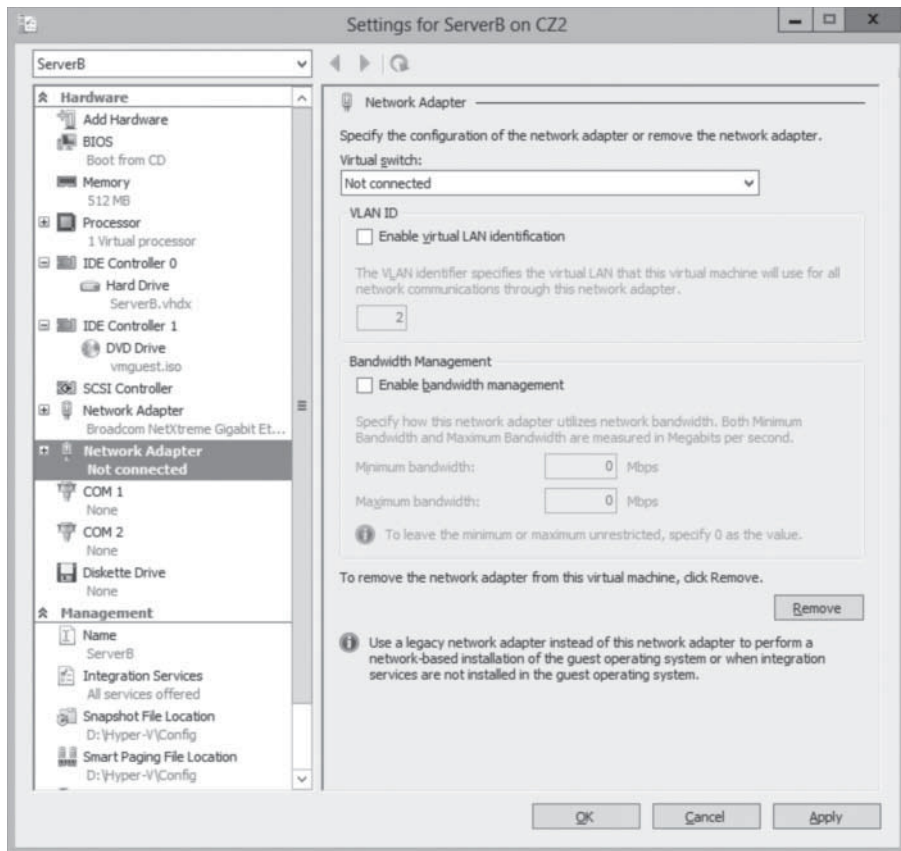 Settings for ServerB on CZ2
ServerB
Hardware
Add Hardware
BIOS
Boot from CD
Memory
512 MB
Processor
1 Virtual processor
IDE Controller 0
Hard Drive
ServerB.vhdx
IDE Controller 1
DVD Drive
vmguest.iso
SCSI Controller
Network Adapter
Broadcom NetXtreme Gigabit Et...
Network Adapter
Not connected
COM 1
None
COM 2
None
Diskette Drive
None
Management
Name
ServerB
Integration Services
All services offered
Snapshot File Location
D:\Hyper-V\Config
Smart Paging File Location
D:\Hyper-V\Config
Network Adapter
Specify the configuration of the network adapter or remove the network adapter.
Virtual switch:
Not connected
VLAN ID
Enable virtual LAN identification
The VLAN identifier specifies the virtual LAN that this virtual machine will use for all
network communications through this network adapter.
2
Bandwidth Management
Enable bandwidth management
Specify how this network adapter utilizes network bandwidth. Both Minimum
Bandwidth and Maximum Bandwidth are measured in Megabits per second.
Minimum bandwidth: 0 Mbps
Maximum bandwidth: 0 Mbps
To leave the minimum or maximum unrestricted, specify 0 as the value.
To remove the network adapter from this virtual machine, click Remove.
Remove
Use a legacy network adapter instead of this network adapter to perform a
network-based installation of the guest operating system or when integration
services are not installed in the guest operating system.
OK Cancel Apply